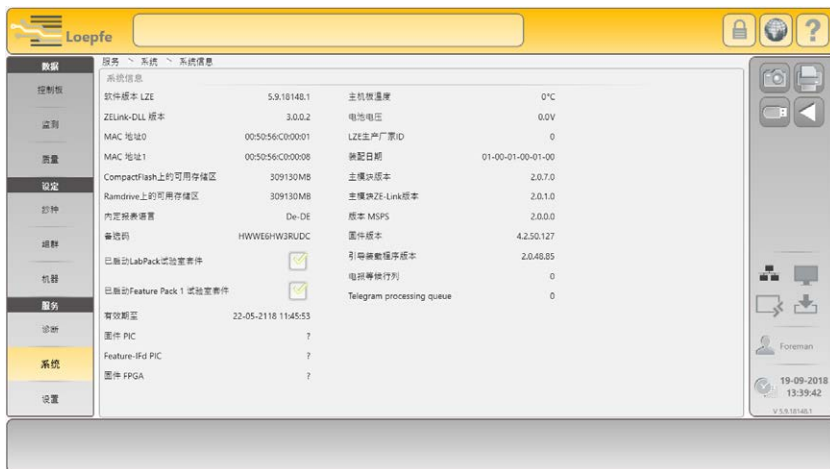 Loepfe
?
数据
控制板
监测
质量
设定
纱种
组群
机器
服务
诊断
系统
设置
服务 > 系统 > 系统信息
系统信息
软件版本 LZE 5.9.18148.1
ZELink-DLL 版本 3.0.0.2
MAC 地址0 00:50:56:C0:00:01
MAC 地址1 00:50:56:C0:00:08
CompactFlash上的可用存储区 309130MB
Ramdrive上的可用存储区 309130MB
内定报表语言 De-DE
备选码 HWWE6HW3RUDC
已启动LabPack试验室套件
已启动Feature Pack 1 试验室套件
有效期至 22-05-2118 11:45:53
固件 PIC ?
Feature-IFd PIC ?
固件 FPGA ?
主机板温度 0°C
电池电压 0.0V
LZE生产厂家ID 0
装配日期 01-00-01-00-01-00
主模块版本 2.0.7.0
主模块ZE-Link版本 2.0.1.0
版本 MSPS 2.0.0.0
固件版本 4.2.50.127
引导装载程序版本 2.0.48.85
电报等候行列 0
Telegram processing queue 0
Foreman
19-09-2018
13:39:42
V 5.9.18148.1